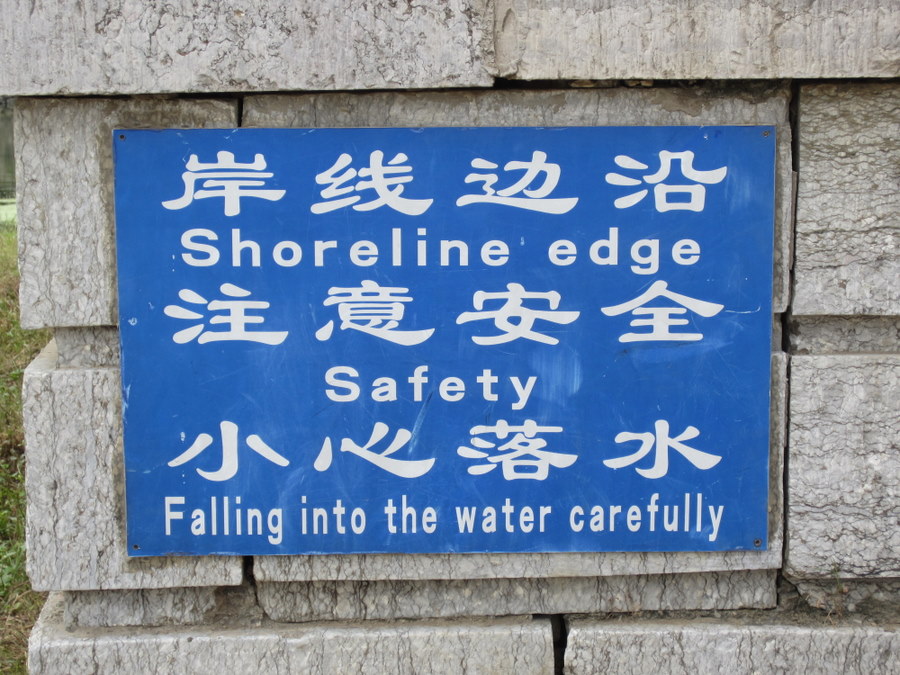 岸线边沿
Shoreline edge
注意安全
Safety
小心落水
Falling into the water carefully